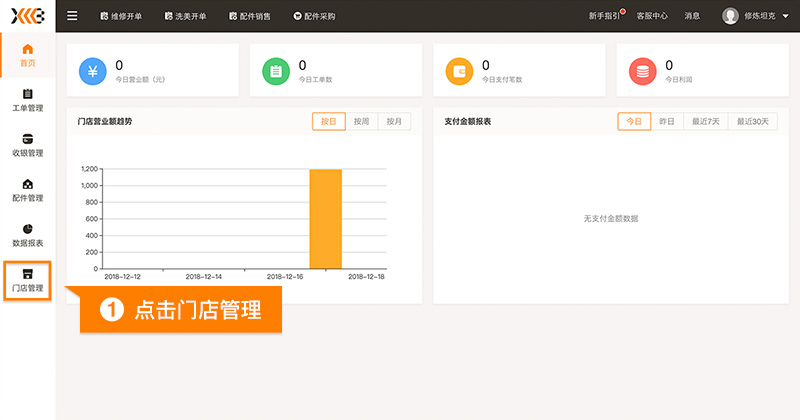 维修开单 洗美开单 配件销售 配件采购 新手指引 客服中心 消息 修炼坦克
首页
工单管理
收银管理
配件管理
数据报表
门店管理
0
今日营业额（元）
0
今日工单数
0
今日支付笔数
0
今日利润
门店营业额趋势 按日 按周 按月
1,200
1,000
800
600
400
200
0
2018-12-12 2018-12-14 2018-12-16 2018-12-18
支付金额报表 今日 昨日 最近7天 最近30天
无支付金额数据
1 点击门店管理